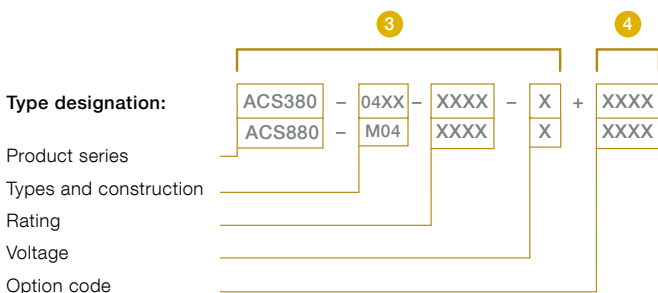 3 4
Type designation: ACS380 – 04XX – XXXX – X + XXXX
ACS880 – M04 XXXX X XXXX
Product series
Types and construction
Rating
Voltage
Option code